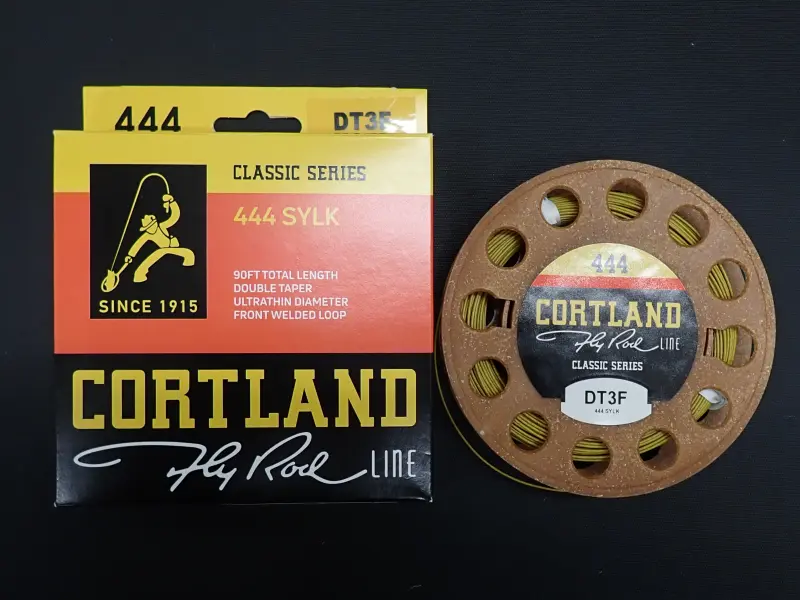 444 DT3F
CLASSIC SERIES
444 SYLK
SINCE 1915
90FT TOTAL LENGTH
DOUBLE TAPER
ULTRATHIN DIAMETER
FRONT WELDED LOOP
CORTLAND
Fly Rod LINE
444
CORTLAND
Fly Rod LINE
CLASSIC SERIES
DT3F
444 SYLK